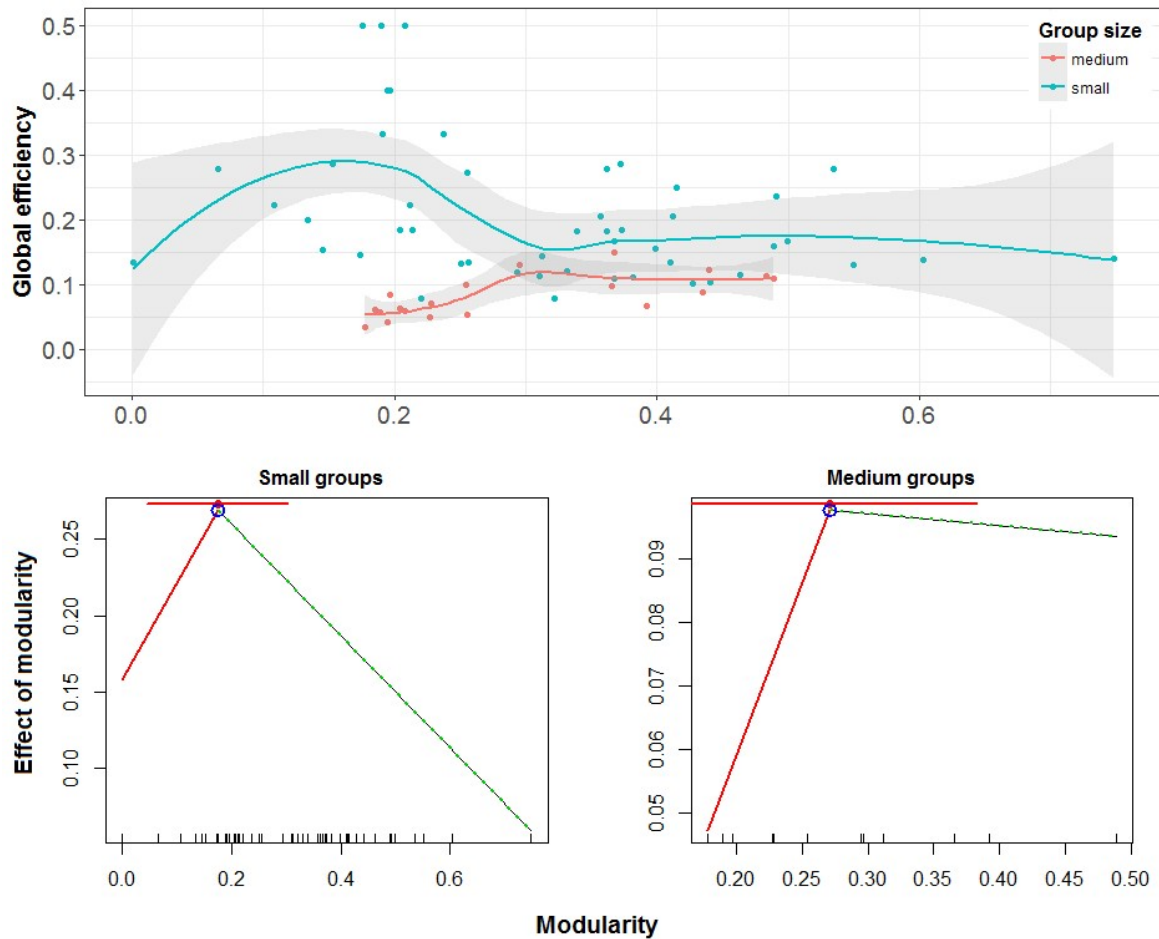 Global efficiency
0.5
0.4
0.3
0.2
0.1
0.0
Group size
medium
small
0.0 0.2 0.4 0.6
Small groups
Medium groups
Effect of modularity
0.25
0.20
0.15
0.10
0.0 0.2 0.4 0.6
0.09
0.08
0.07
0.06
0.05
0.20 0.25 0.30 0.35 0.40 0.45 0.50
Modularity